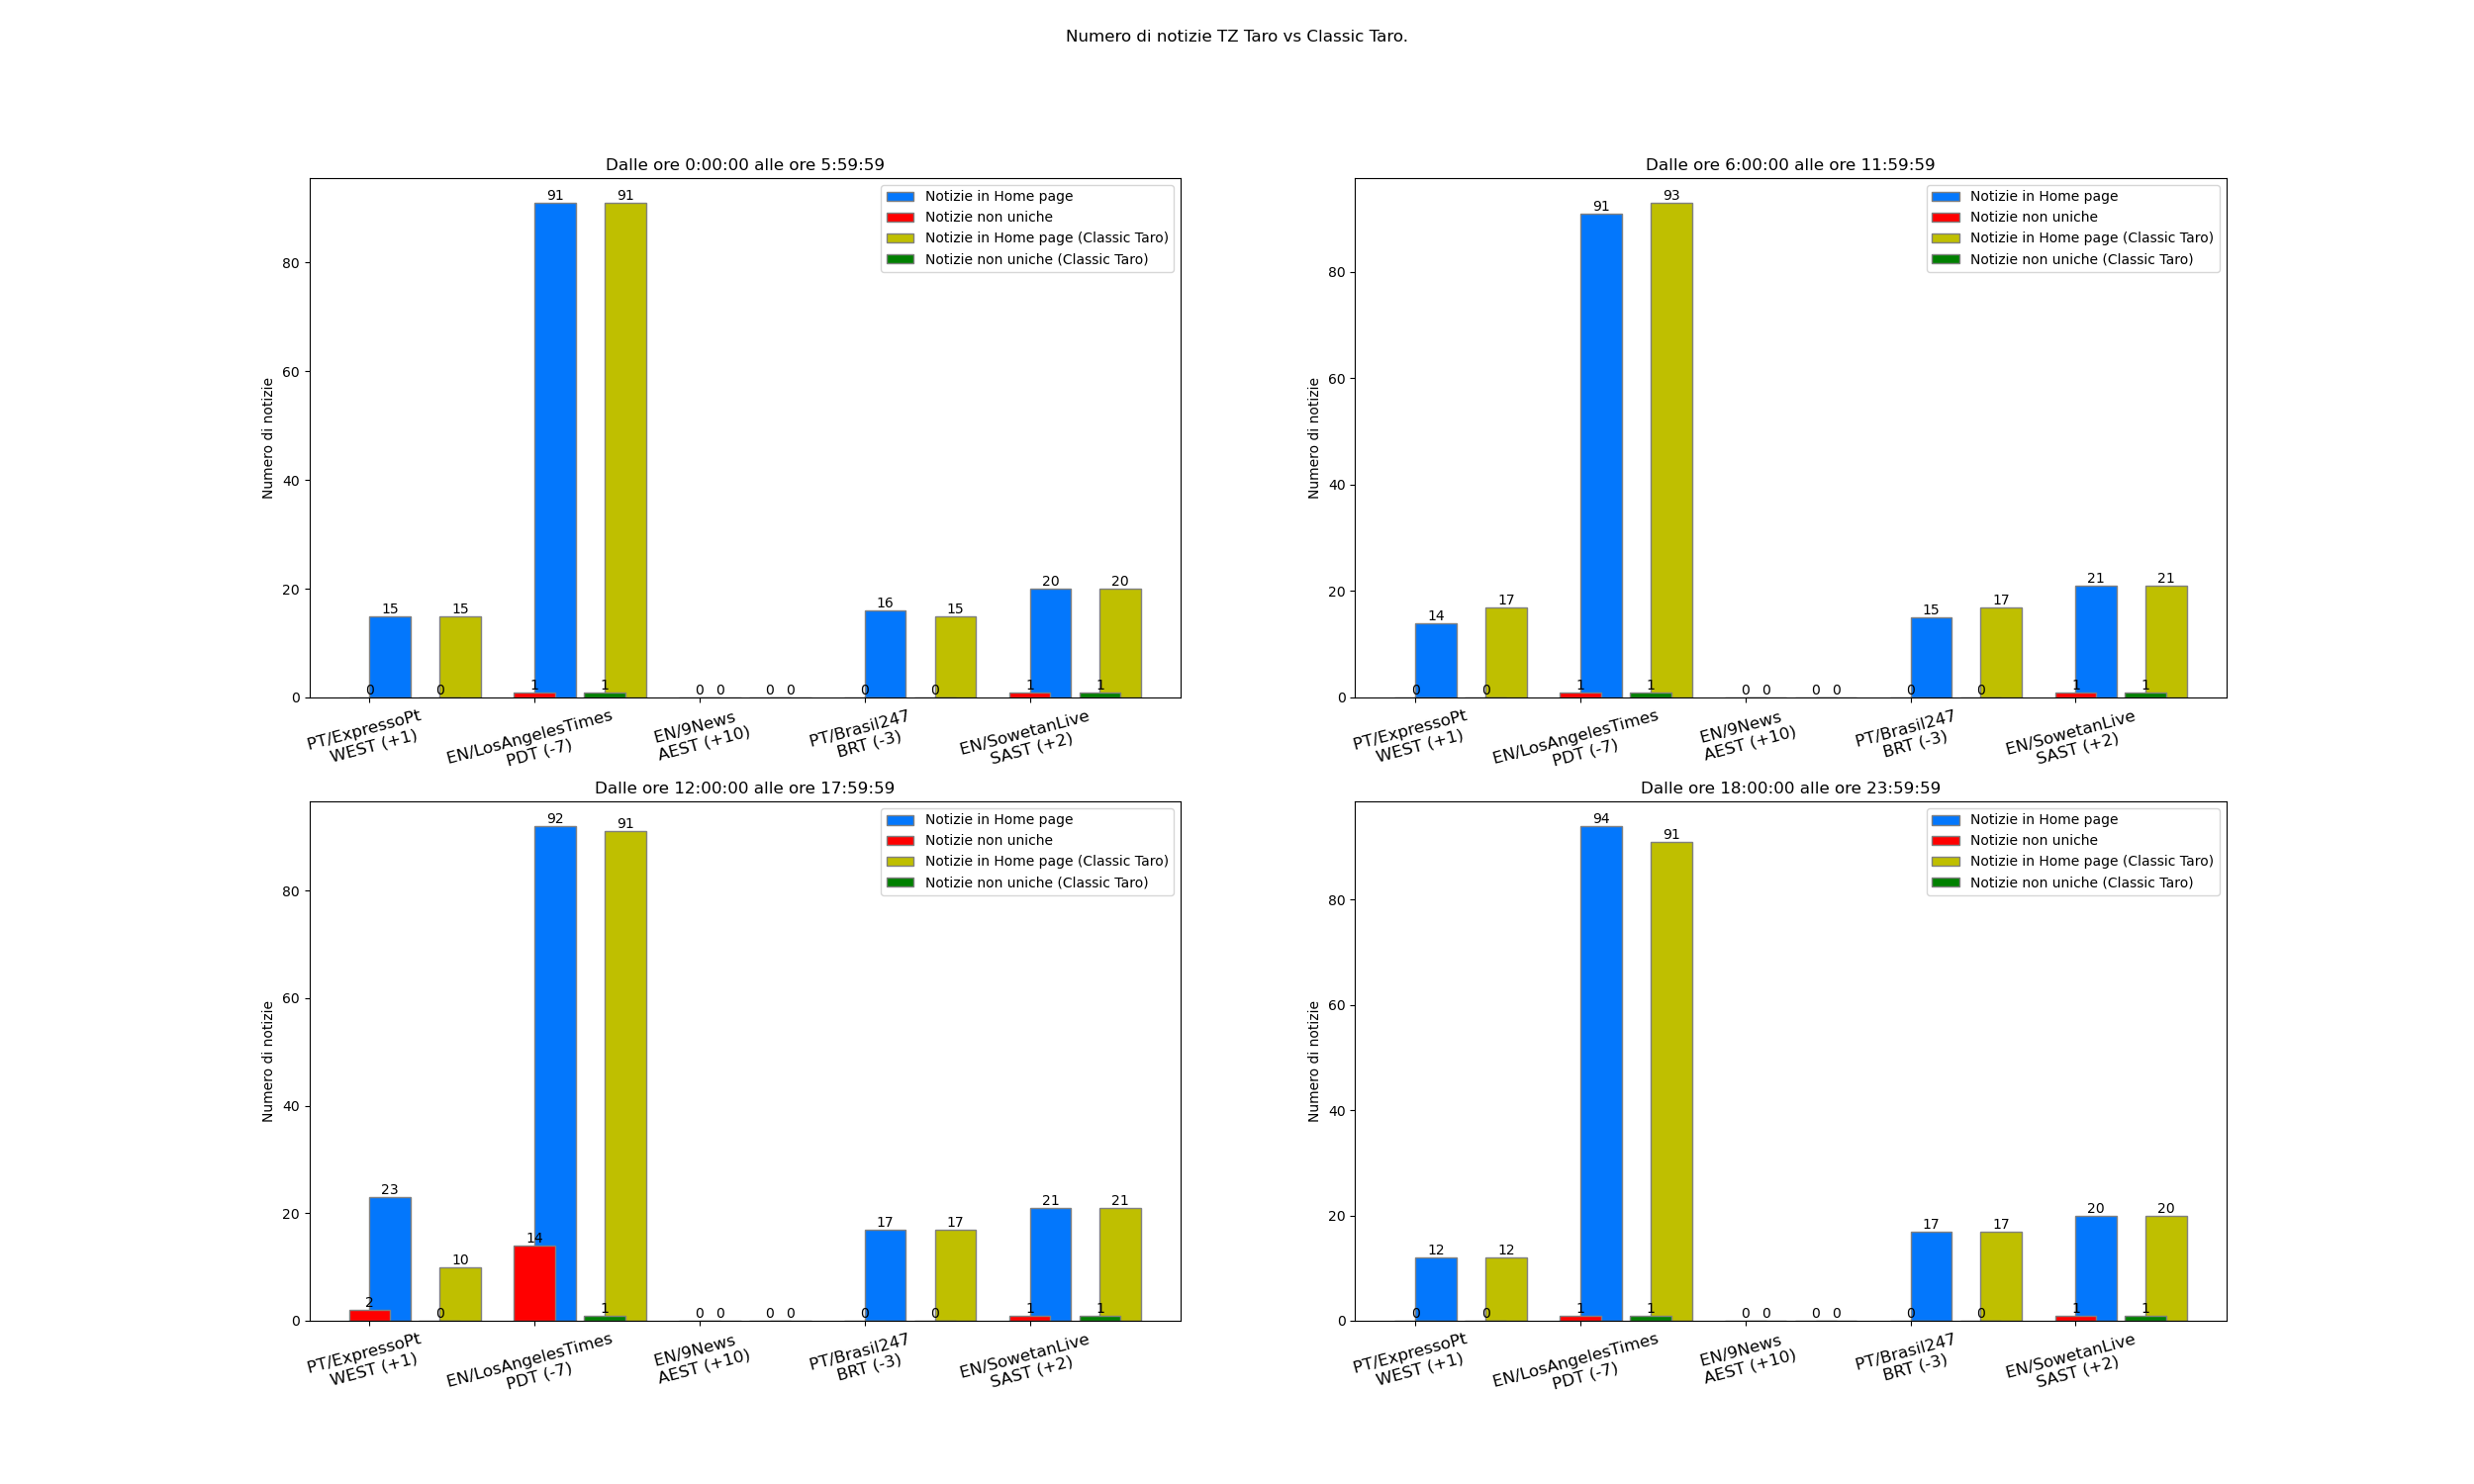 Numero di notizie TZ Taro vs Classic Taro.
Dalle ore 0:00:00 alle ore 5:59:59
Numero di notizie
80
60
40
20
0
91 91
15 15
16 15
20 20
0 0 1 1 0 0 0 0 0 0 1 1
Notizie in Home page
Notizie non uniche
Notizie in Home page (Classic Taro)
Notizie non uniche (Classic Taro)
PT/ExpressoPt
WEST (+1)
EN/LosAngelesTimes
PDT (-7)
EN/9News
AEST (+10)
PT/Brasil247
BRT (-3)
EN/SowetanLive
SAST (+2)
Dalle ore 6:00:00 alle ore 11:59:59
Numero di notizie
80
60
40
20
0
91 93
14 17
15 17
21 21
0 0 1 1 0 0 0 0 0 0 1 1
Notizie in Home page
Notizie non uniche
Notizie in Home page (Classic Taro)
Notizie non uniche (Classic Taro)
PT/ExpressoPt
WEST (+1)
EN/LosAngelesTimes
PDT (-7)
EN/9News
AEST (+10)
PT/Brasil247
BRT (-3)
EN/SowetanLive
SAST (+2)
Dalle ore 12:00:00 alle ore 17:59:59
Numero di notizie
80
60
40
20
0
92 91
23 10
14
17 17
21 21
2 0 1 0 0 0 0 0 0 1 1
Notizie in Home page
Notizie non uniche
Notizie in Home page (Classic Taro)
Notizie non uniche (Classic Taro)
PT/ExpressoPt
WEST (+1)
EN/LosAngelesTimes
PDT (-7)
EN/9News
AEST (+10)
PT/Brasil247
BRT (-3)
EN/SowetanLive
SAST (+2)
Dalle ore 18:00:00 alle ore 23:59:59
Numero di notizie
80
60
40
20
0
94 91
12 12
17 17
20 20
0 0 1 1 0 0 0 0 0 0 1 1
Notizie in Home page
Notizie non uniche
Notizie in Home page (Classic Taro)
Notizie non uniche (Classic Taro)
PT/ExpressoPt
WEST (+1)
EN/LosAngelesTimes
PDT (-7)
EN/9News
AEST (+10)
PT/Brasil247
BRT (-3)
EN/SowetanLive
SAST (+2)